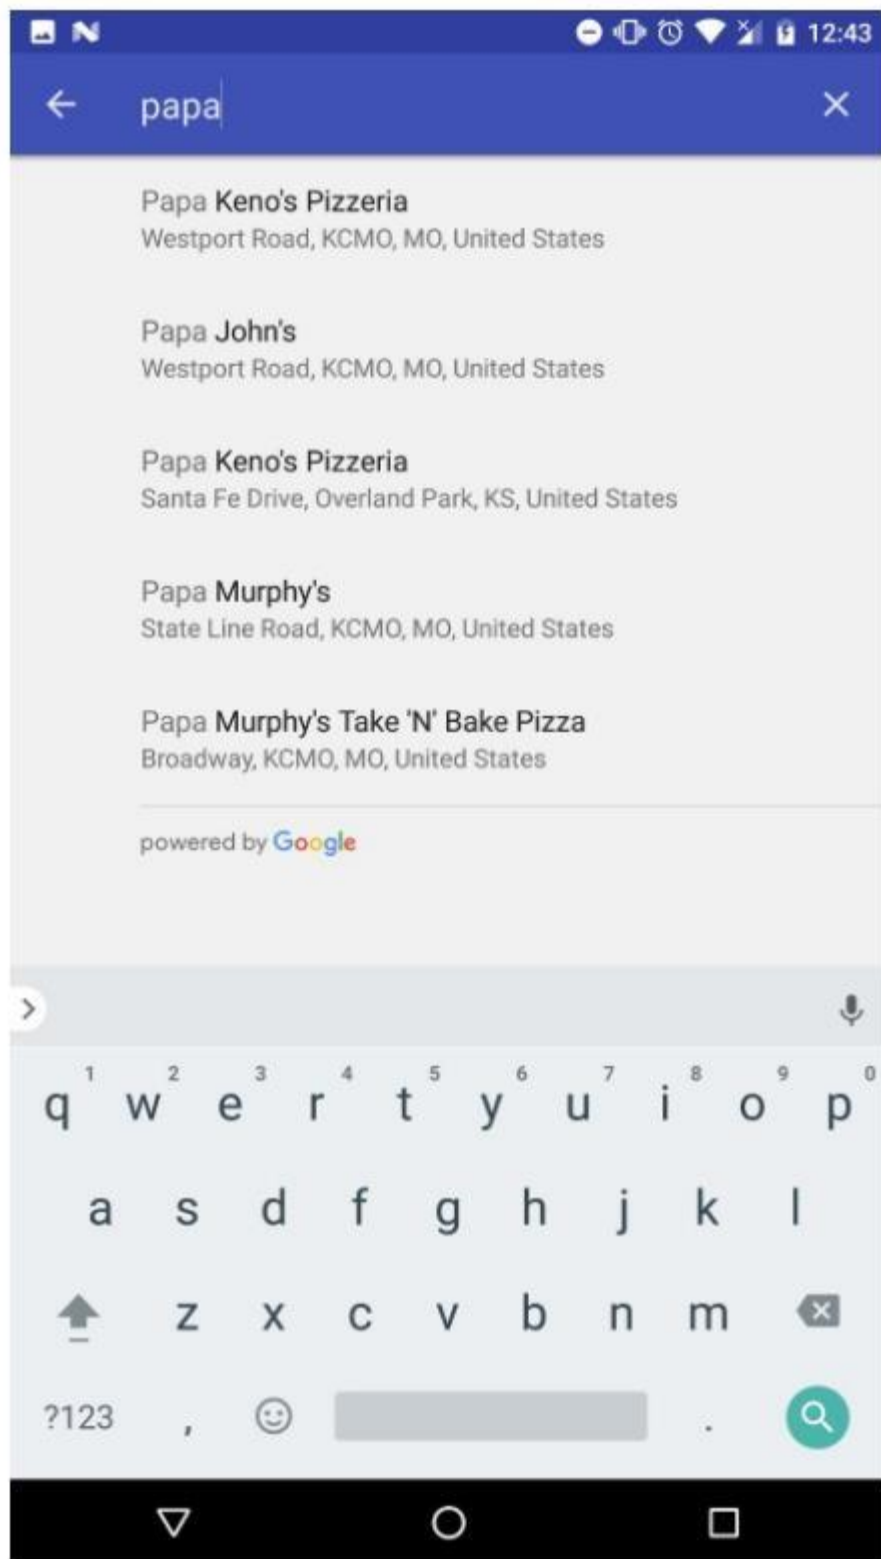 12:43
papa
Papa Keno's Pizzeria
Westport Road, KCMO, MO, United States
Papa John's
Westport Road, KCMO, MO, United States
Papa Keno's Pizzeria
Santa Fe Drive, Overland Park, KS, United States
Papa Murphy's
State Line Road, KCMO, MO, United States
Papa Murphy's Take 'N' Bake Pizza
Broadway, KCMO, MO, United States
powered by Google
1 2 3 4 5 6 7 8 9 0
q w e r t y u i o p
a s d f g h j k l
z x c v b n m
?123 , .